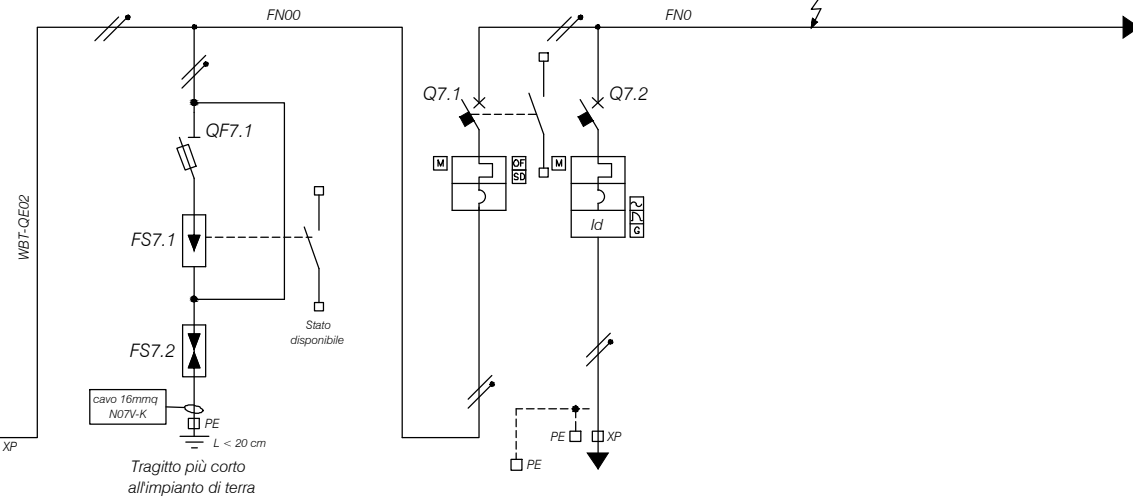 FN00
FN0
Q7.1
Q7.2
QF7.1
M
OF
SD
M
WBT-QE02
Id
G
FS7.1
Stato
disponibile
FS7.2
cavo 16mmq
N07V-K
PE
L < 20 cm
XP
PE
XP
PE
Tragitto più corto
all'impianto di terra